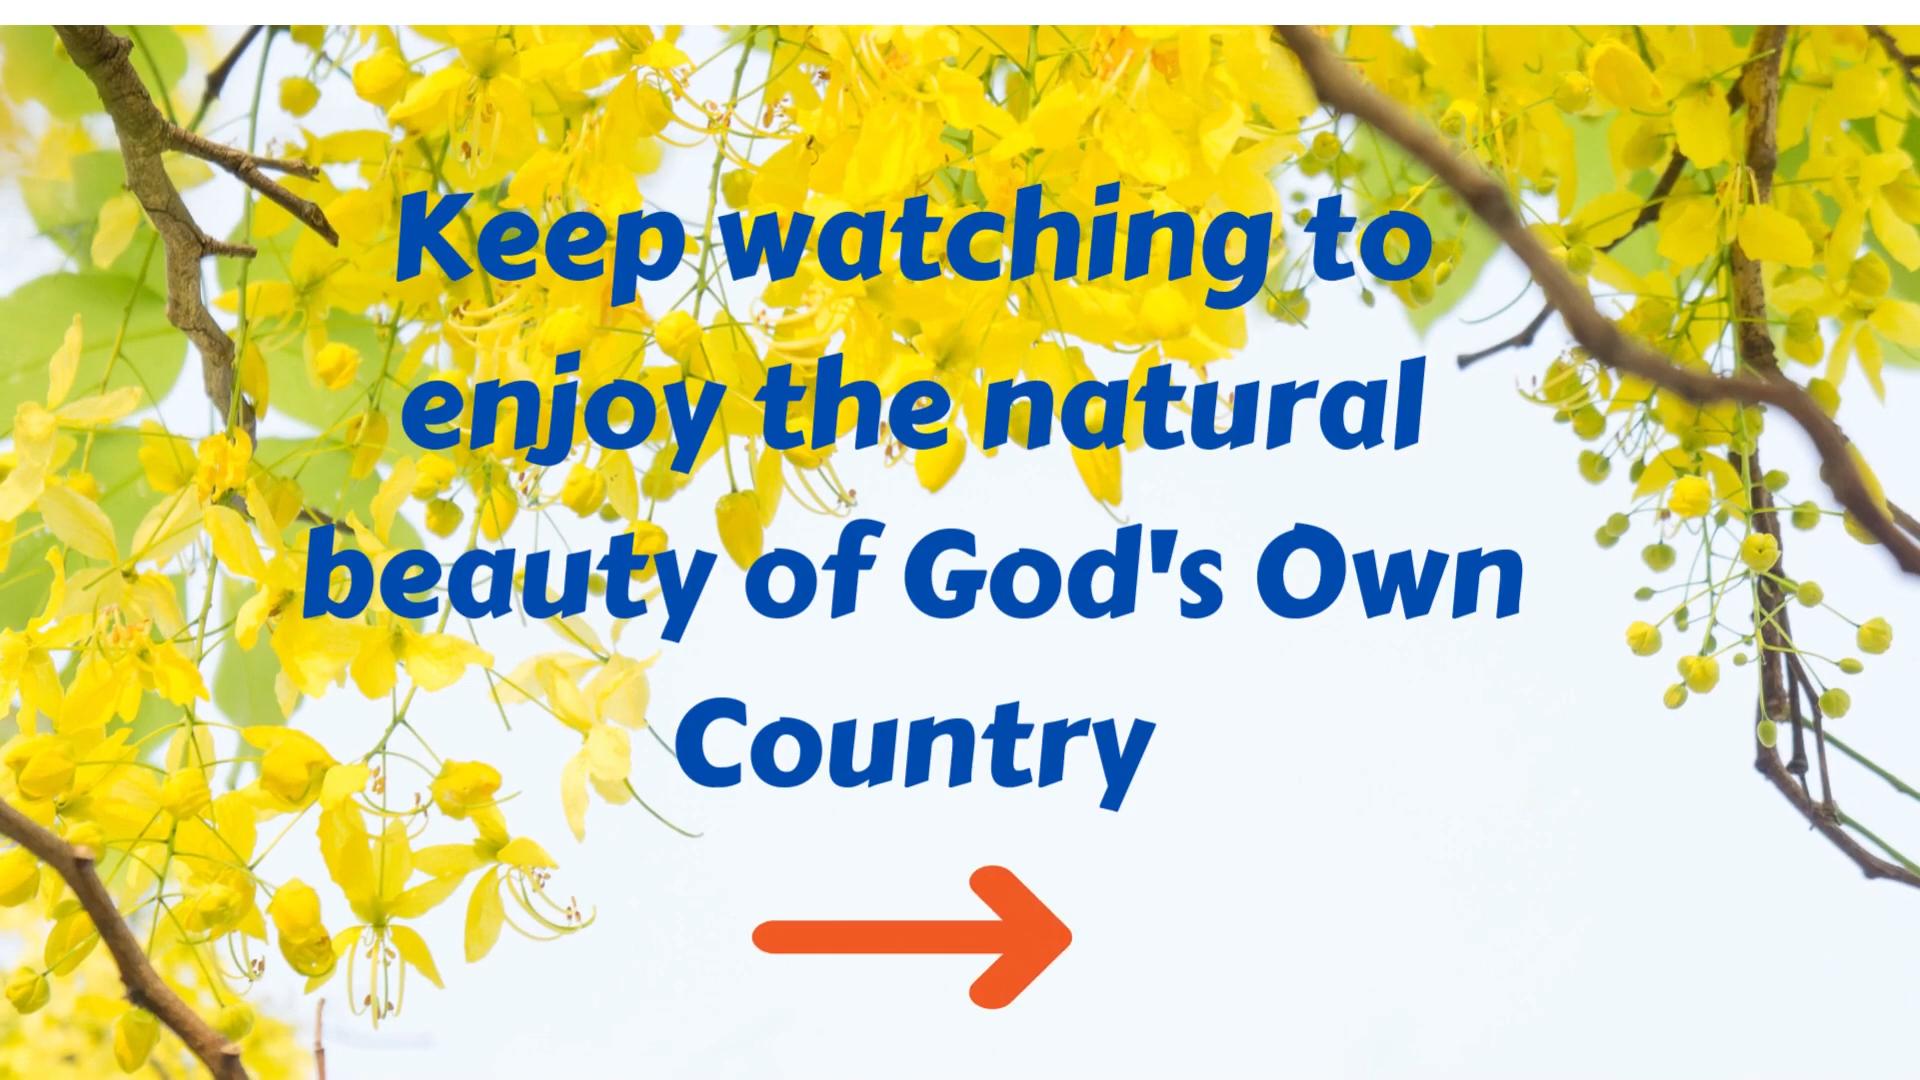 Keep watching to
enjoy the natural
beauty of God's Own
Country